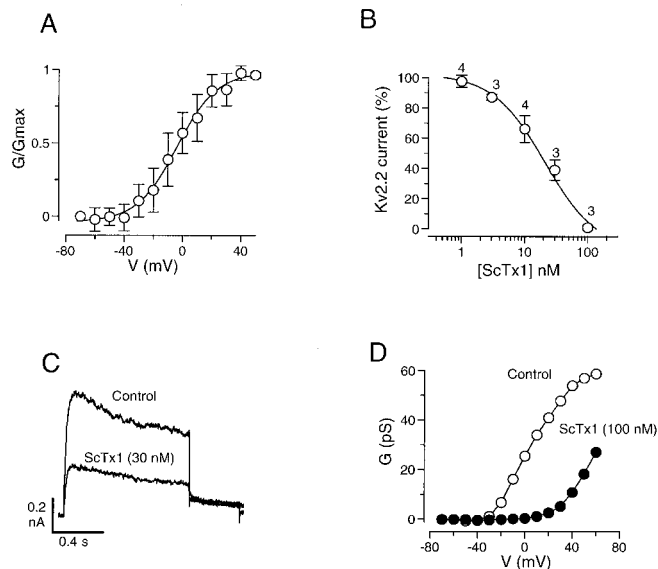 A
1
0.5
0
G/Gmax
-80
-40
0
40
V (mV)
B
100
80
60
40
20
0
Kv2.2 current (%)
4
3
4
3
3
1
10
100
[ScTx1] nM
C
Control
ScTx1 (30 nM)
0.2
nA
0.4 s
D
60
40
20
0
G (pS)
Control
ScTx1 (100 nM)
-80
-40
0
40
80
V (mV)